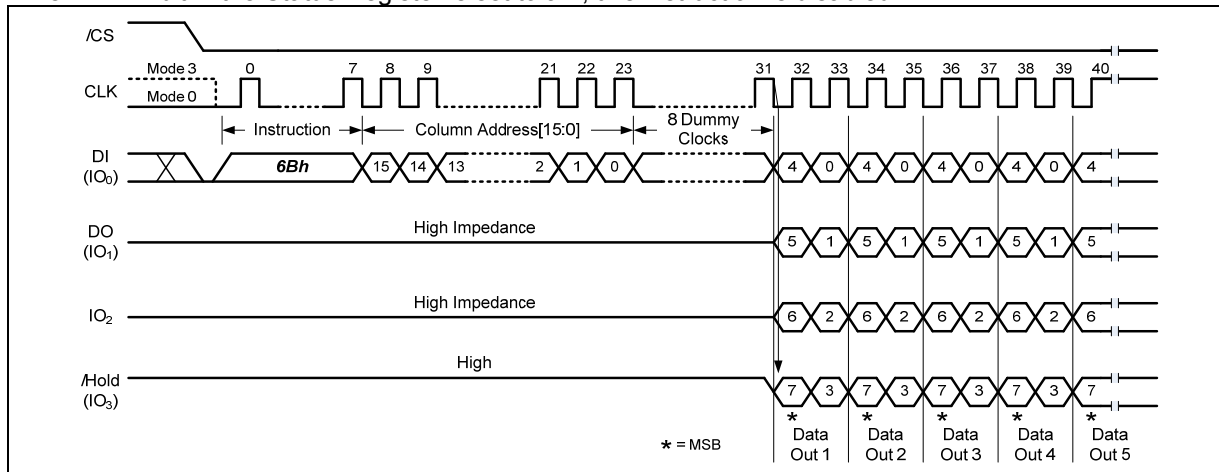 /CS
Mode 3 0 7 8 9 21 22 23 31 32 33 34 35 36 37 38 39 40
CLK
Mode 0
Instruction Column Address[15:0] 8 Dummy
Clocks
DI
(IO0) 6Bh 15 14 13 2 1 0 4 0 4 0 4 0 4 0 4
DO
(IO1) High Impedance 5 1 5 1 5 1 5 1 5
IO2 High Impedance 6 2 6 2 6 2 6 2 6
/Hold
(IO3) High 7 3 7 3 7 3 7 3 7
* * * * *
* = MSB
Data Out 1
Data Out 2
Data Out 3
Data Out 4
Data Out 5